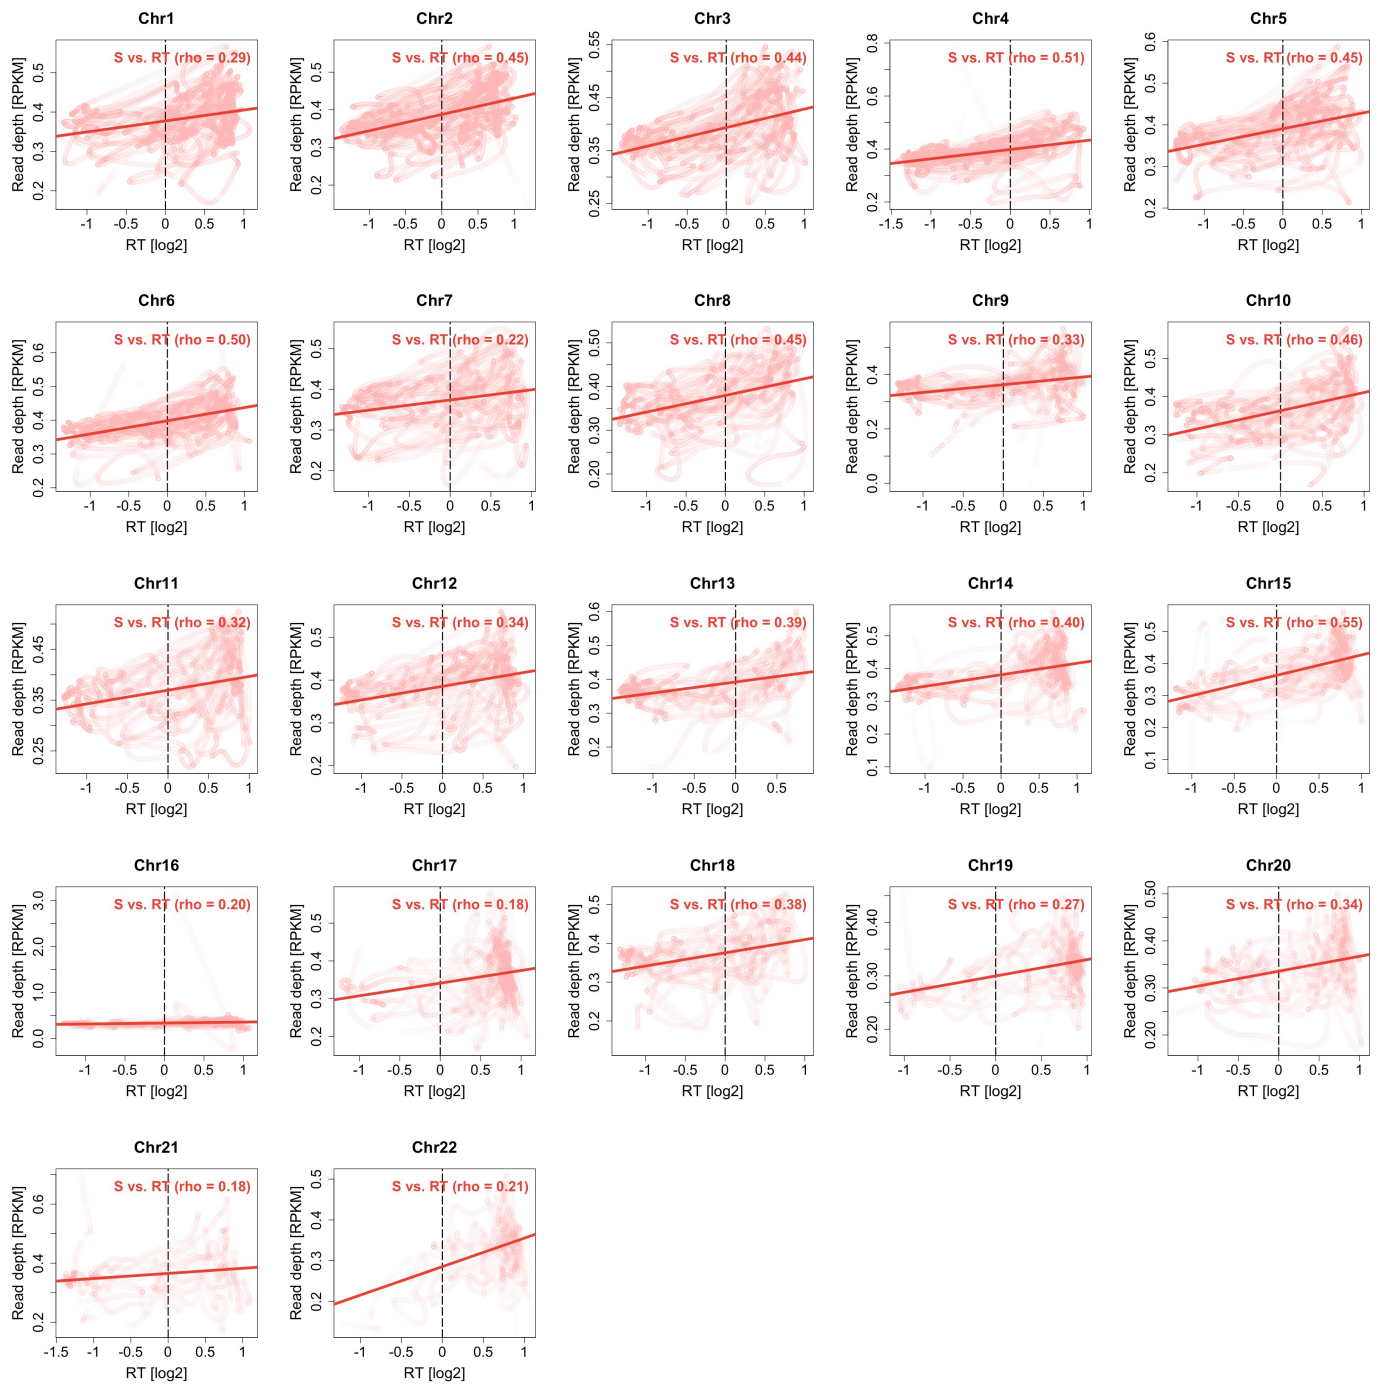 Chr1
S vs. RT (rho = 0.29)
Read depth [RPKM]
0.2 0.3 0.4 0.5
-1 -0.5 0 0.5 1
RT [log2]
Chr2
S vs. RT (rho = 0.45)
Read depth [RPKM]
0.2 0.3 0.4 0.5
-1 -0.5 0 0.5 1
RT [log2]
Chr3
S vs. RT (rho = 0.44)
Read depth [RPKM]
0.25 0.35 0.45 0.55
-1 -0.5 0 0.5 1
RT [log2]
Chr4
S vs. RT (rho = 0.51)
Read depth [RPKM]
0.2 0.4 0.6 0.8
-1.5 -1 -0.5 0 0.5 1
RT [log2]
Chr5
S vs. RT (rho = 0.45)
Read depth [RPKM]
0.2 0.3 0.4 0.5 0.6
-1 -0.5 0 0.5 1
RT [log2]
Chr6
S vs. RT (rho = 0.50)
Read depth [RPKM]
0.2 0.3 0.4 0.5 0.6
-1 -0.5 0 0.5 1
RT [log2]
Chr7
S vs. RT (rho = 0.22)
Read depth [RPKM]
0.2 0.3 0.4 0.5
-1 -0.5 0 0.5 1
RT [log2]
Chr8
S vs. RT (rho = 0.45)
Read depth [RPKM]
0.20 0.30 0.40 0.50
-1 -0.5 0 0.5 1
RT [log2]
Chr9
S vs. RT (rho = 0.33)
Read depth [RPKM]
0.0 0.2 0.4
-1 -0.5 0 0.5 1
RT [log2]
Chr10
S vs. RT (rho = 0.46)
Read depth [RPKM]
0.2 0.3 0.4 0.5
-1 -0.5 0 0.5 1
RT [log2]
Chr11
S vs. RT (rho = 0.32)
Read depth [RPKM]
0.25 0.35 0.45
-1 -0.5 0 0.5 1
RT [log2]
Chr12
S vs. RT (rho = 0.34)
Read depth [RPKM]
0.2 0.3 0.4 0.5
-1 -0.5 0 0.5 1
RT [log2]
Chr13
S vs. RT (rho = 0.39)
Read depth [RPKM]
0.2 0.3 0.4 0.5 0.6
-1 -0.5 0 0.5
RT [log2]
Chr14
S vs. RT (rho = 0.40)
Read depth [RPKM]
0.1 0.2 0.3 0.4 0.5
-1 -0.5 0 0.5 1
RT [log2]
Chr15
S vs. RT (rho = 0.55)
Read depth [RPKM]
0.1 0.2 0.3 0.4 0.5
-1 -0.5 0 0.5 1
RT [log2]
Chr16
S vs. RT (rho = 0.20)
Read depth [RPKM]
0.0 1.0 2.0 3.0
-1 -0.5 0 0.5 1
RT [log2]
Chr17
S vs. RT (rho = 0.18)
Read depth [RPKM]
0.2 0.3 0.4 0.5
-1 -0.5 0 0.5 1
RT [log2]
Chr18
S vs. RT (rho = 0.38)
Read depth [RPKM]
0.2 0.3 0.4 0.5
-1 -0.5 0 0.5 1
RT [log2]
Chr19
S vs. RT (rho = 0.27)
Read depth [RPKM]
0.20 0.30 0.40
-1 -0.5 0 0.5 1
RT [log2]
Chr20
S vs. RT (rho = 0.34)
Read depth [RPKM]
0.20 0.30 0.40 0.50
-1 -0.5 0 0.5 1
RT [log2]
Chr21
S vs. RT (rho = 0.18)
Read depth [RPKM]
0.2 0.4 0.6
-1.5 -1 -0.5 0 0.5 1
RT [log2]
Chr22
S vs. RT (rho = 0.21)
Read depth [RPKM]
0.2 0.3 0.4 0.5
-1 -0.5 0 0.5 1
RT [log2]